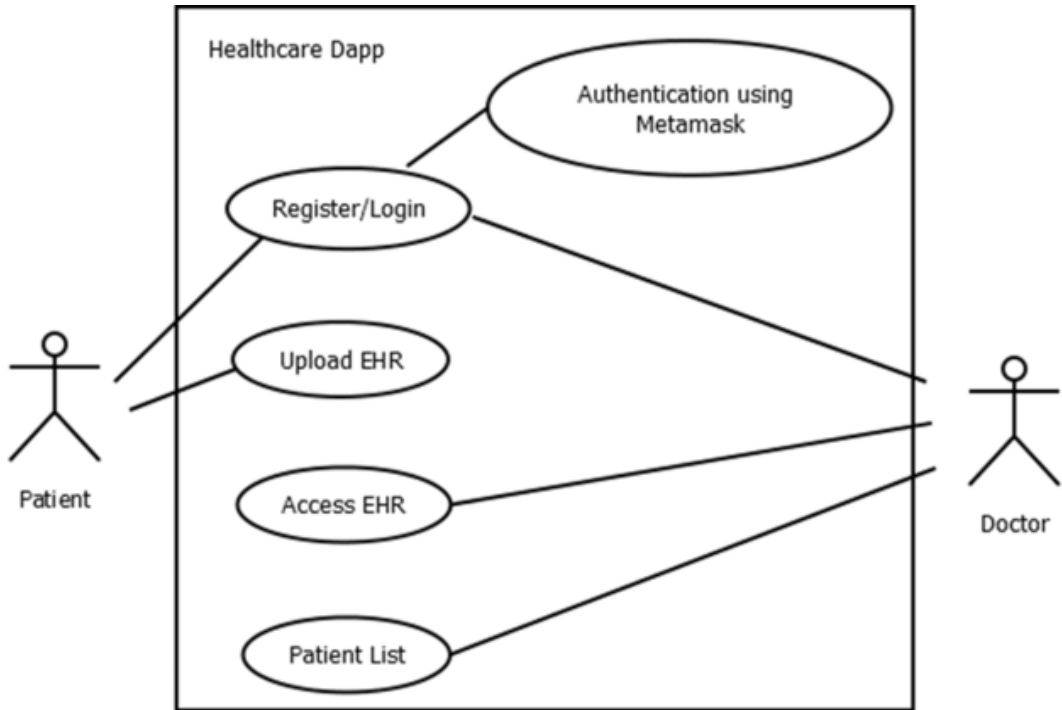 Healthcare Dapp
Authentication using
Metamask
Register/Login
Upload EHR
Access EHR
Patient List
Patient
Doctor